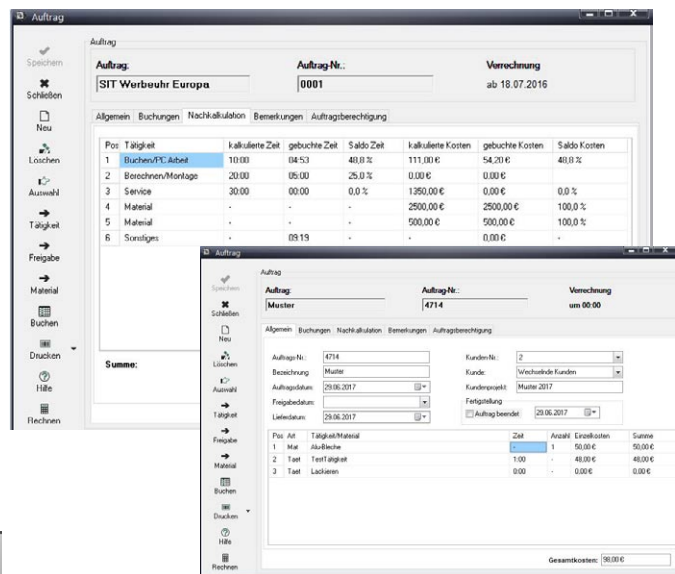 Auftrag
Auftrag
Speichern
Schließen
Neu
Löschen
Auswahl
Tätigkeit
Freigabe
Material
Buchen
Drucken
Hilfe
Rechnen
Auftrag: Auftrag-Nr.: Verrechnung
SIT Werbeuhr Europa 0001 ab 18.07.2016
Allgemein Buchungen Nachkalkulation Bemerkungen Auftragsberechtigung
Pos Tätigkeit kalkulierte Zeit gebuchte Zeit Saldo Zeit kalkulierte Kosten gebuchte Kosten Saldo Kosten
1 Buchen/PC Arbeit 10:00 04:53 48,8 % 111,00 € 54,20 € 48,8 %
2 Berechnen/Montage 20:00 05:00 25,0 % 0,00 € 0,00 €
3 Service 30:00 00:00 0,0 % 1350,00 € 0,00 € 0,0 %
4 Material - - - 2500,00 € 2500,00 € 100,0 %
5 Material - - - 500,00 € 500,00 € 100,0 %
6 Sonstiges - 09:19 - - 0,00 € -
Summe:
Auftrag
Auftrag
Speichern
Schließen
Neu
Löschen
Auswahl
Tätigkeit
Freigabe
Material
Buchen
Drucken
Hilfe
Rechnen
Auftrag: Auftrag-Nr.: Verrechnung
Muster 4714 um 00:00
Allgemein Buchungen Nachkalkulation Bemerkungen Auftragsberechtigung
Auftrags-Nr.: 4714 Kunden-Nr.: 2
Bezeichnung Muster Kunde: Wechselnde Kunden
Auftragsdatum: 29.06.2017 Kundenprojekt: Muster 2017
Freigabedatum: Fertigstellung
Lieferdatum: 29.06.2017 Auftrag beendet: 29.06.2017
Pos Art Tätigkeit/Material Zeit Anzahl Einzelkosten Summe
1 Mat Alu-Bleche - 1 50,00 € 50,00 €
2 Taet TestTätigkeit 1:00 - 48,00 € 48,00 €
3 Taet Lackieren 0:00 - 0,00 € 0,00 €
Gesamtkosten: 98,00 €